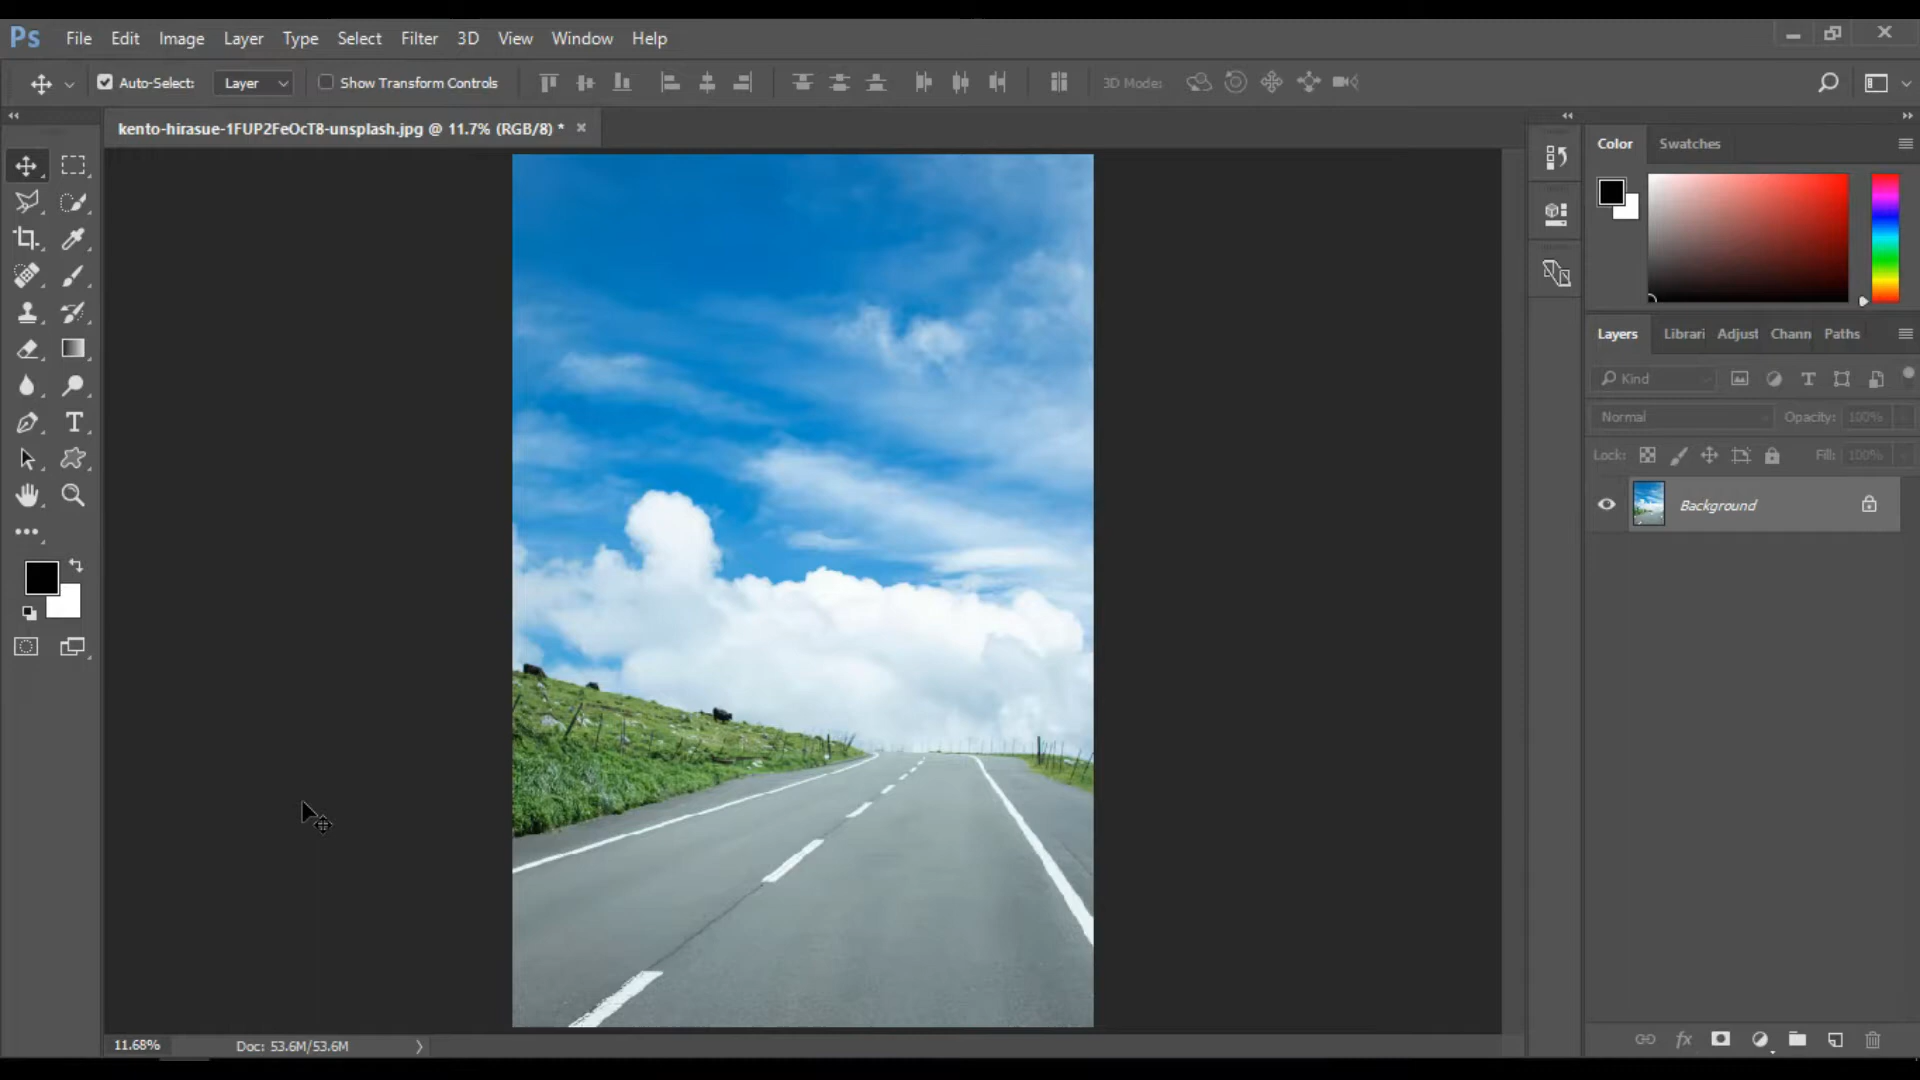 Ps File Edit Image Layer Type Select Filter 3D View Window Help
Auto-Select: Layer Show Transform Controls 3D Mode:
kento-hirasue-1FUP2FeOcT8-unsplash.jpg @ 11.7% (RGB/8) *
Color Swatches
Layers Librari Adjust Chann Paths
Kind
Normal Opacity: 100%
Lock: Fill: 100%
Background
11.68% Doc: 53.6M/53.6M
fx